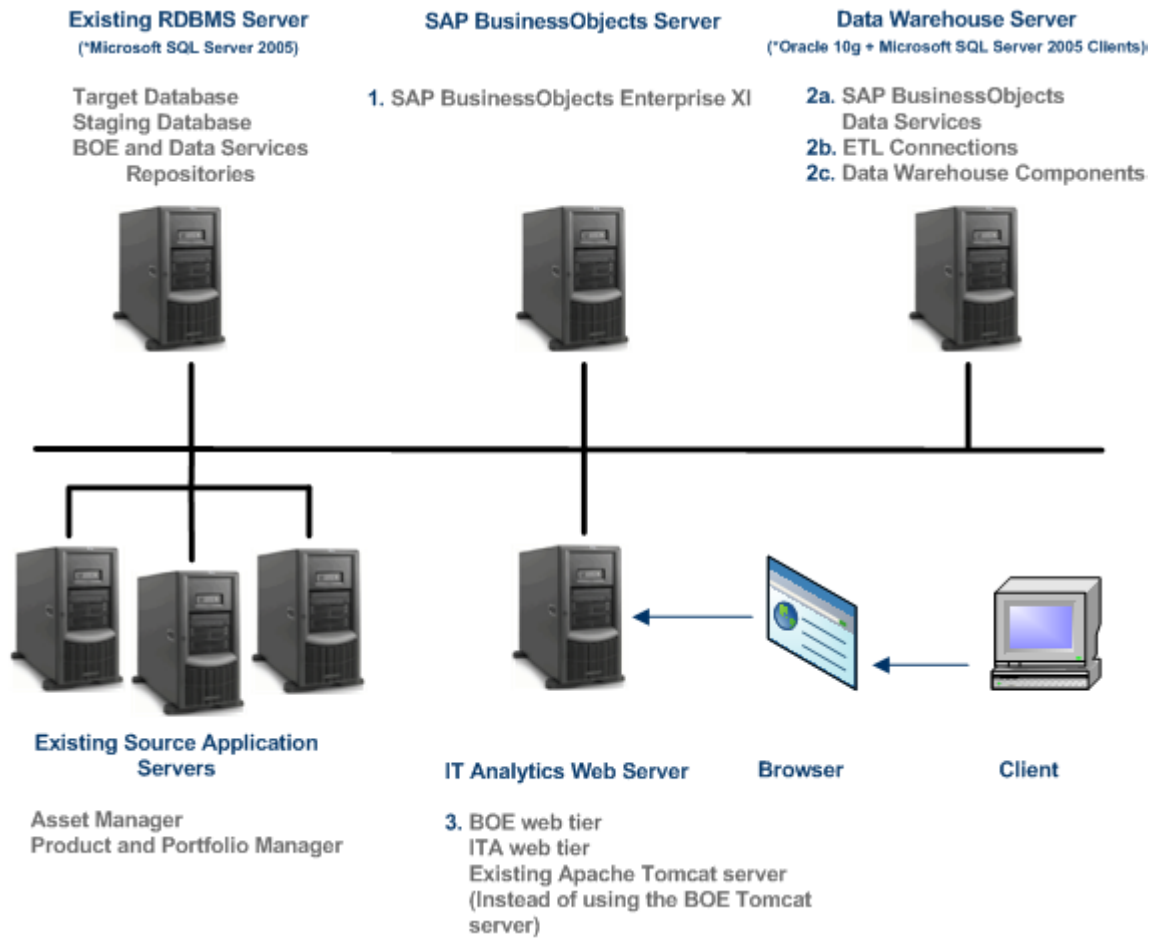 Existing RDBMS Server
(*Microsoft SQL Server 2005)
Target Database
Staging Database
BOE and Data Services
Repositories
SAP BusinessObjects Server
1. SAP BusinessObjects Enterprise XI
Data Warehouse Server
(*Oracle 10g + Microsoft SQL Server 2005 Clients)
2a. SAP BusinessObjects
Data Services
2b. ETL Connections
2c. Data Warehouse Components
Existing Source Application
Servers
Asset Manager
Product and Portfolio Manager
IT Analytics Web Server
3. BOE web tier
ITA web tier
Existing Apache Tomcat server
(Instead of using the BOE Tomcat
server)
Browser
Client